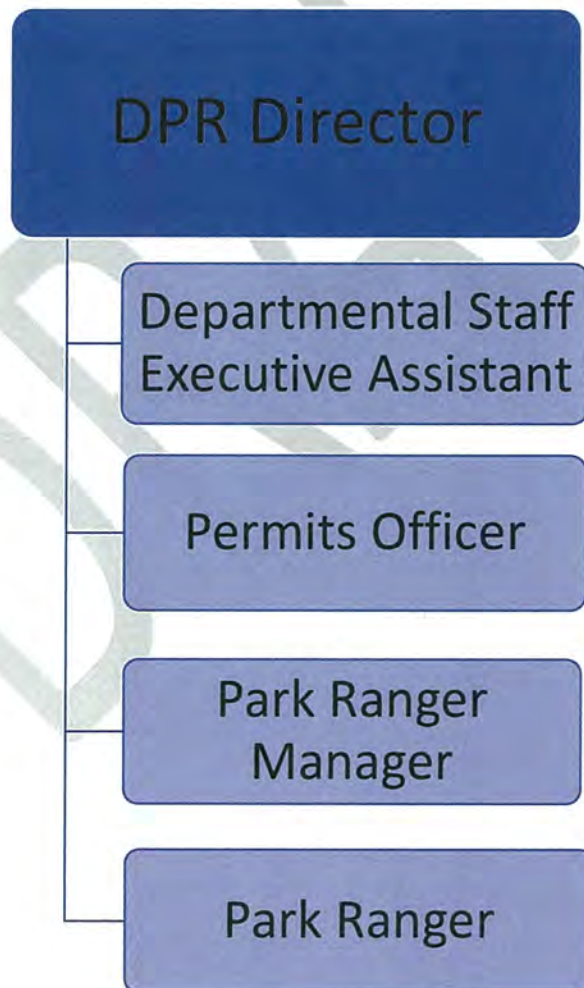 DPR Director
Departmental Staff
Executive Assistant
Permits Officer
Park Ranger
Manager
Park Ranger